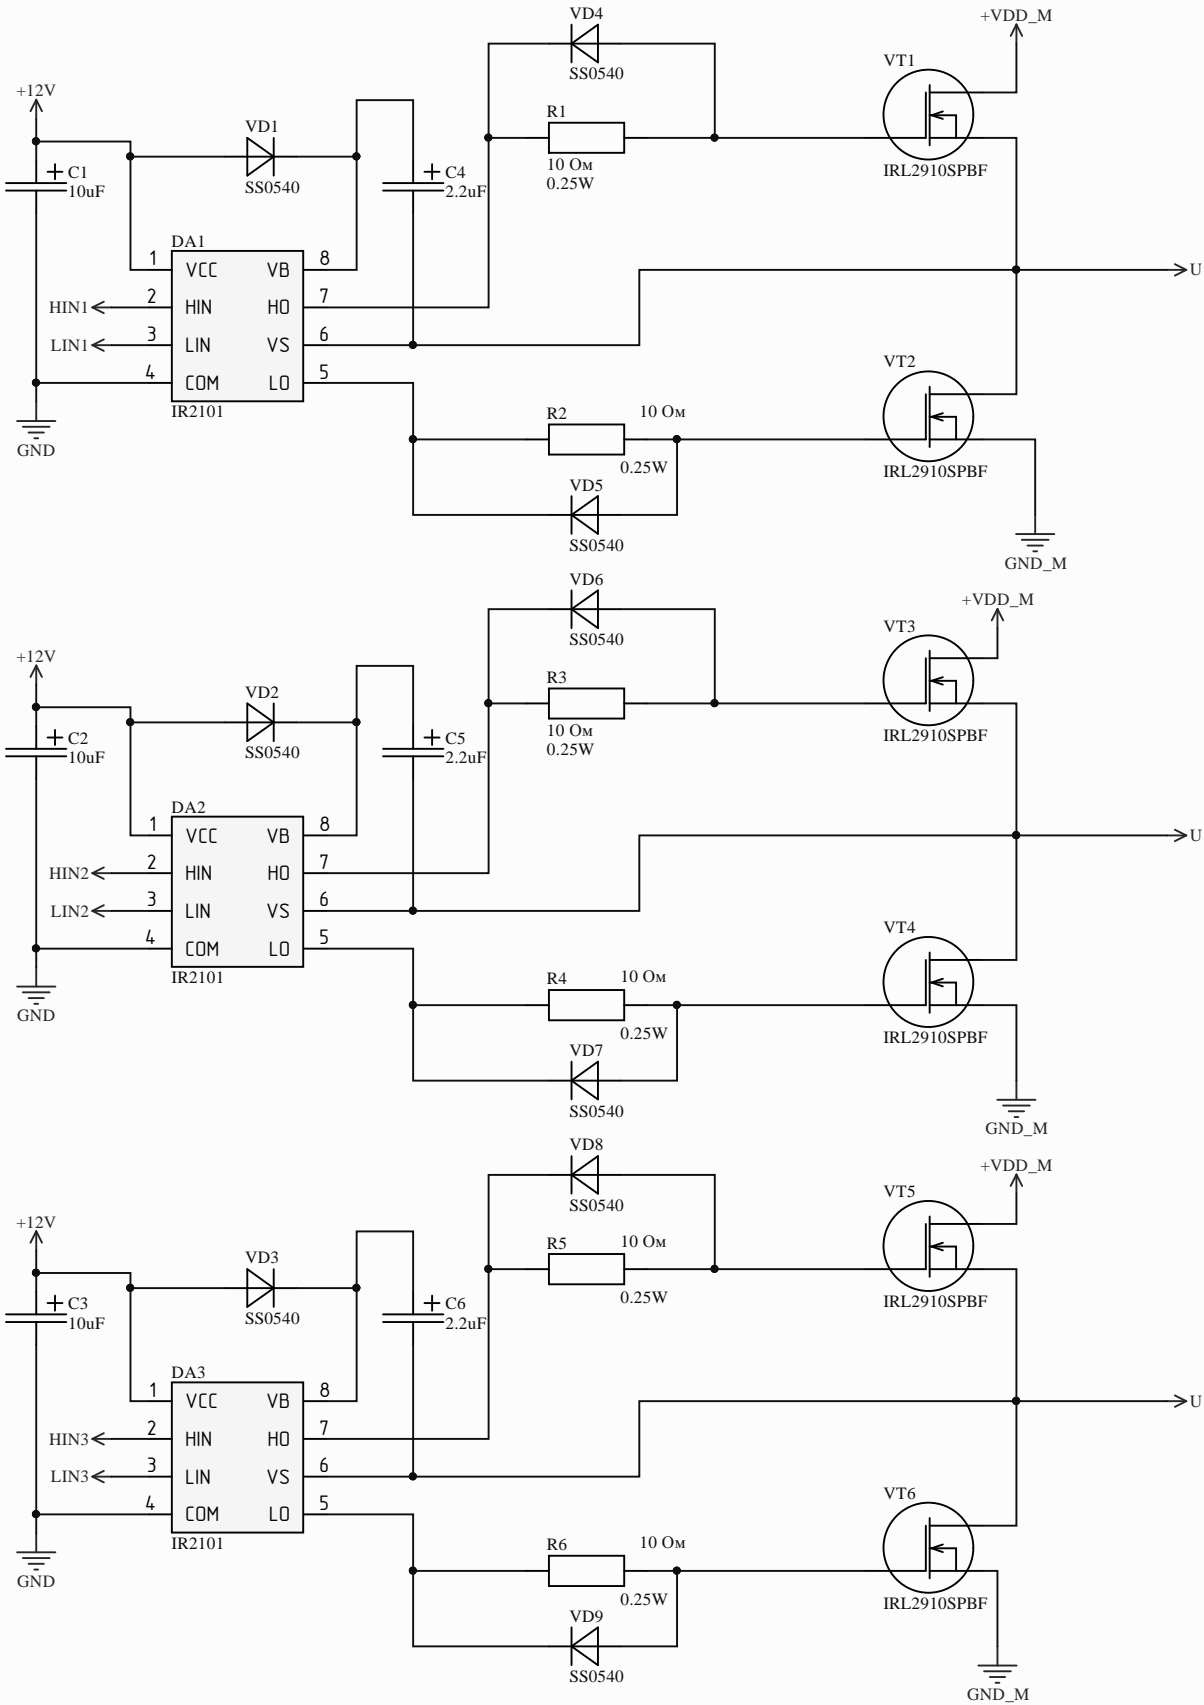 +VDD_M
VD4
SS0540
VT1
+12V
VD1
SS0540
R1
10 Ом
0.25W
+ C1
10uF
+ C4
2.2uF
IRL2910SPBF
DA1
1 VCC VB 8
HIN1 2 HIN HO 7
LIN1 3 LIN VS 6
4 COM LO 5
IR2101
U
GND
VT2
R2 10 Ом
0.25W
IRL2910SPBF
VD5
SS0540
GND_M
VD6
SS0540
+VDD_M
VT3
+12V
VD2
SS0540
R3
10 Ом
0.25W
+ C2
10uF
+ C5
2.2uF
IRL2910SPBF
DA2
1 VCC VB 8
HIN2 2 HIN HO 7
LIN2 3 LIN VS 6
4 COM LO 5
IR2101
U
GND
VT4
R4 10 Ом
0.25W
IRL2910SPBF
VD7
SS0540
GND_M
VD8
SS0540
+VDD_M
VT5
+12V
VD3
SS0540
R5 10 Ом
0.25W
+ C3
10uF
+ C6
2.2uF
IRL2910SPBF
DA3
1 VCC VB 8
HIN3 2 HIN HO 7
LIN3 3 LIN VS 6
4 COM LO 5
IR2101
U
GND
VT6
R6 10 Ом
0.25W
IRL2910SPBF
VD9
SS0540
GND_M